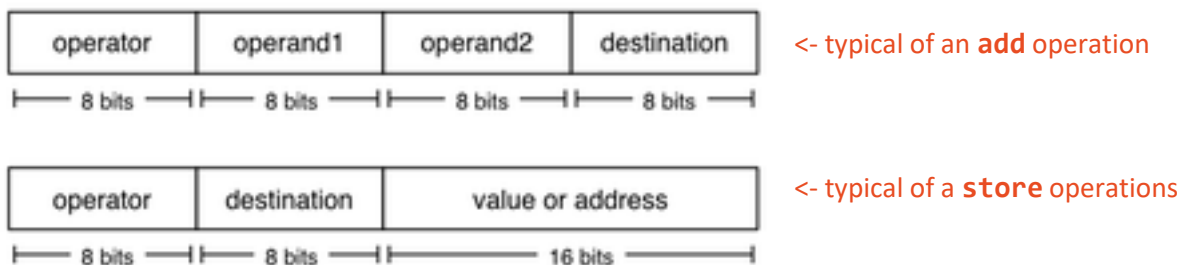 operator operand1 operand2 destination <- typical of an add operation
8 bits 8 bits 8 bits 8 bits
operator destination value or address <- typical of a store operations
8 bits 8 bits 16 bits